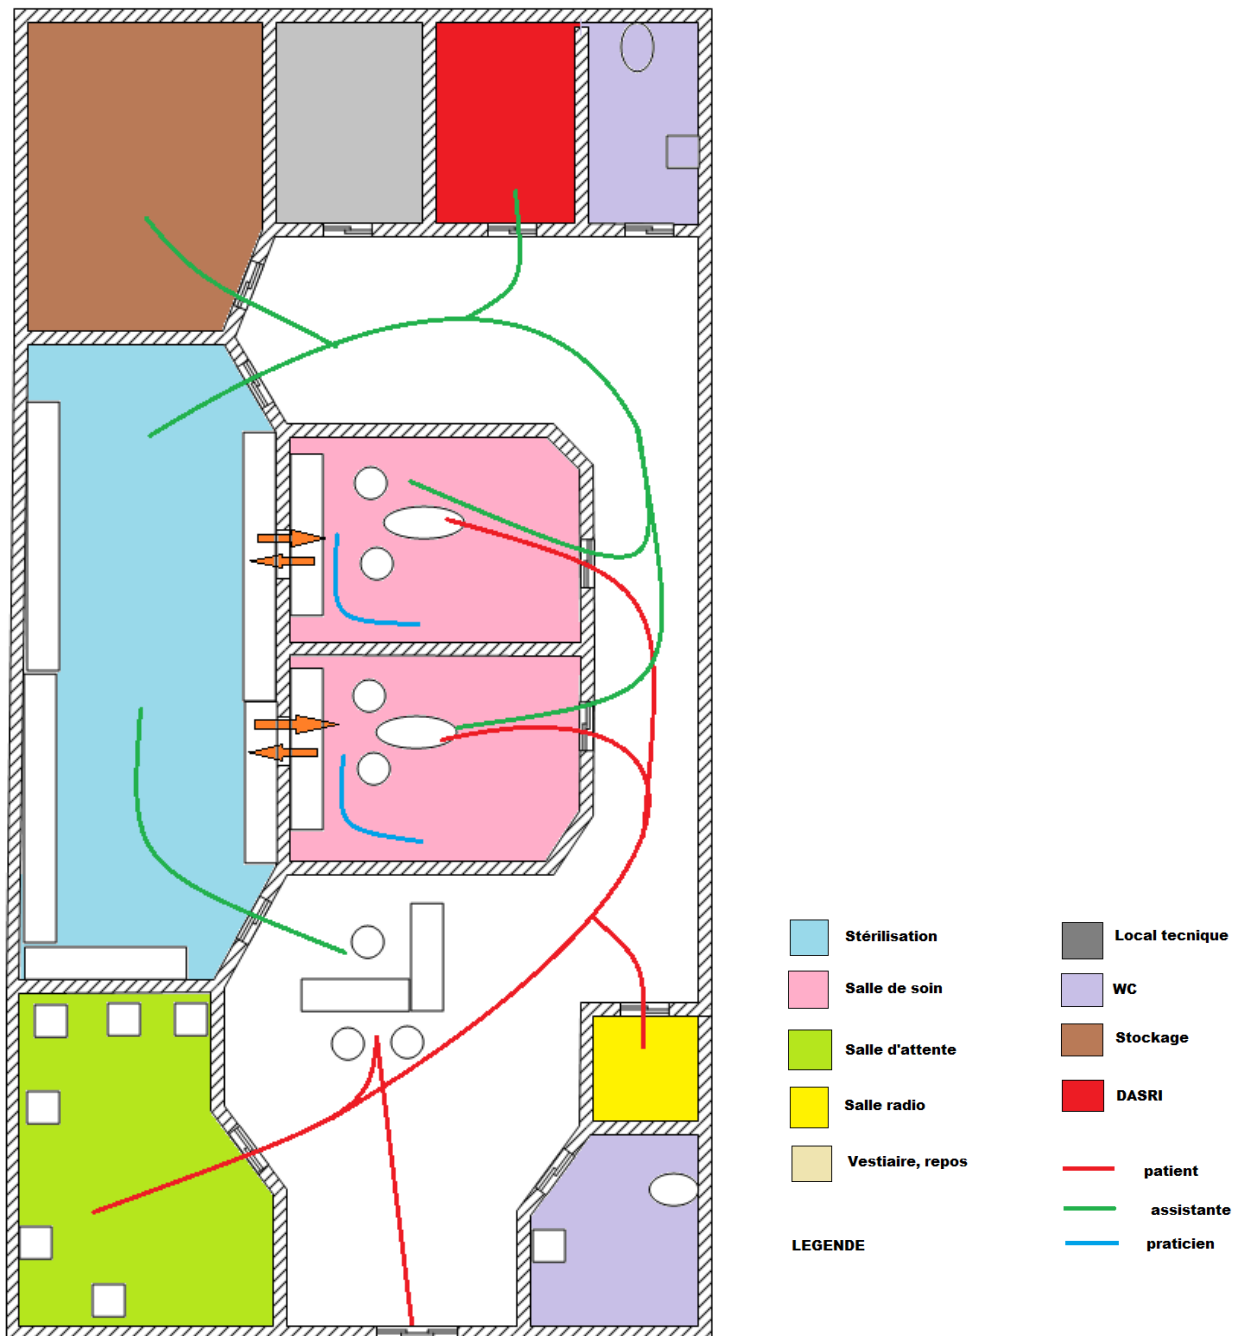 Stérilisation
Salle de soin
Salle d'attente
Salle radio
Vestiaire, repos
LEGENDE
Local tecnique
WC
Stockage
DASRI
patient
assistante
praticien